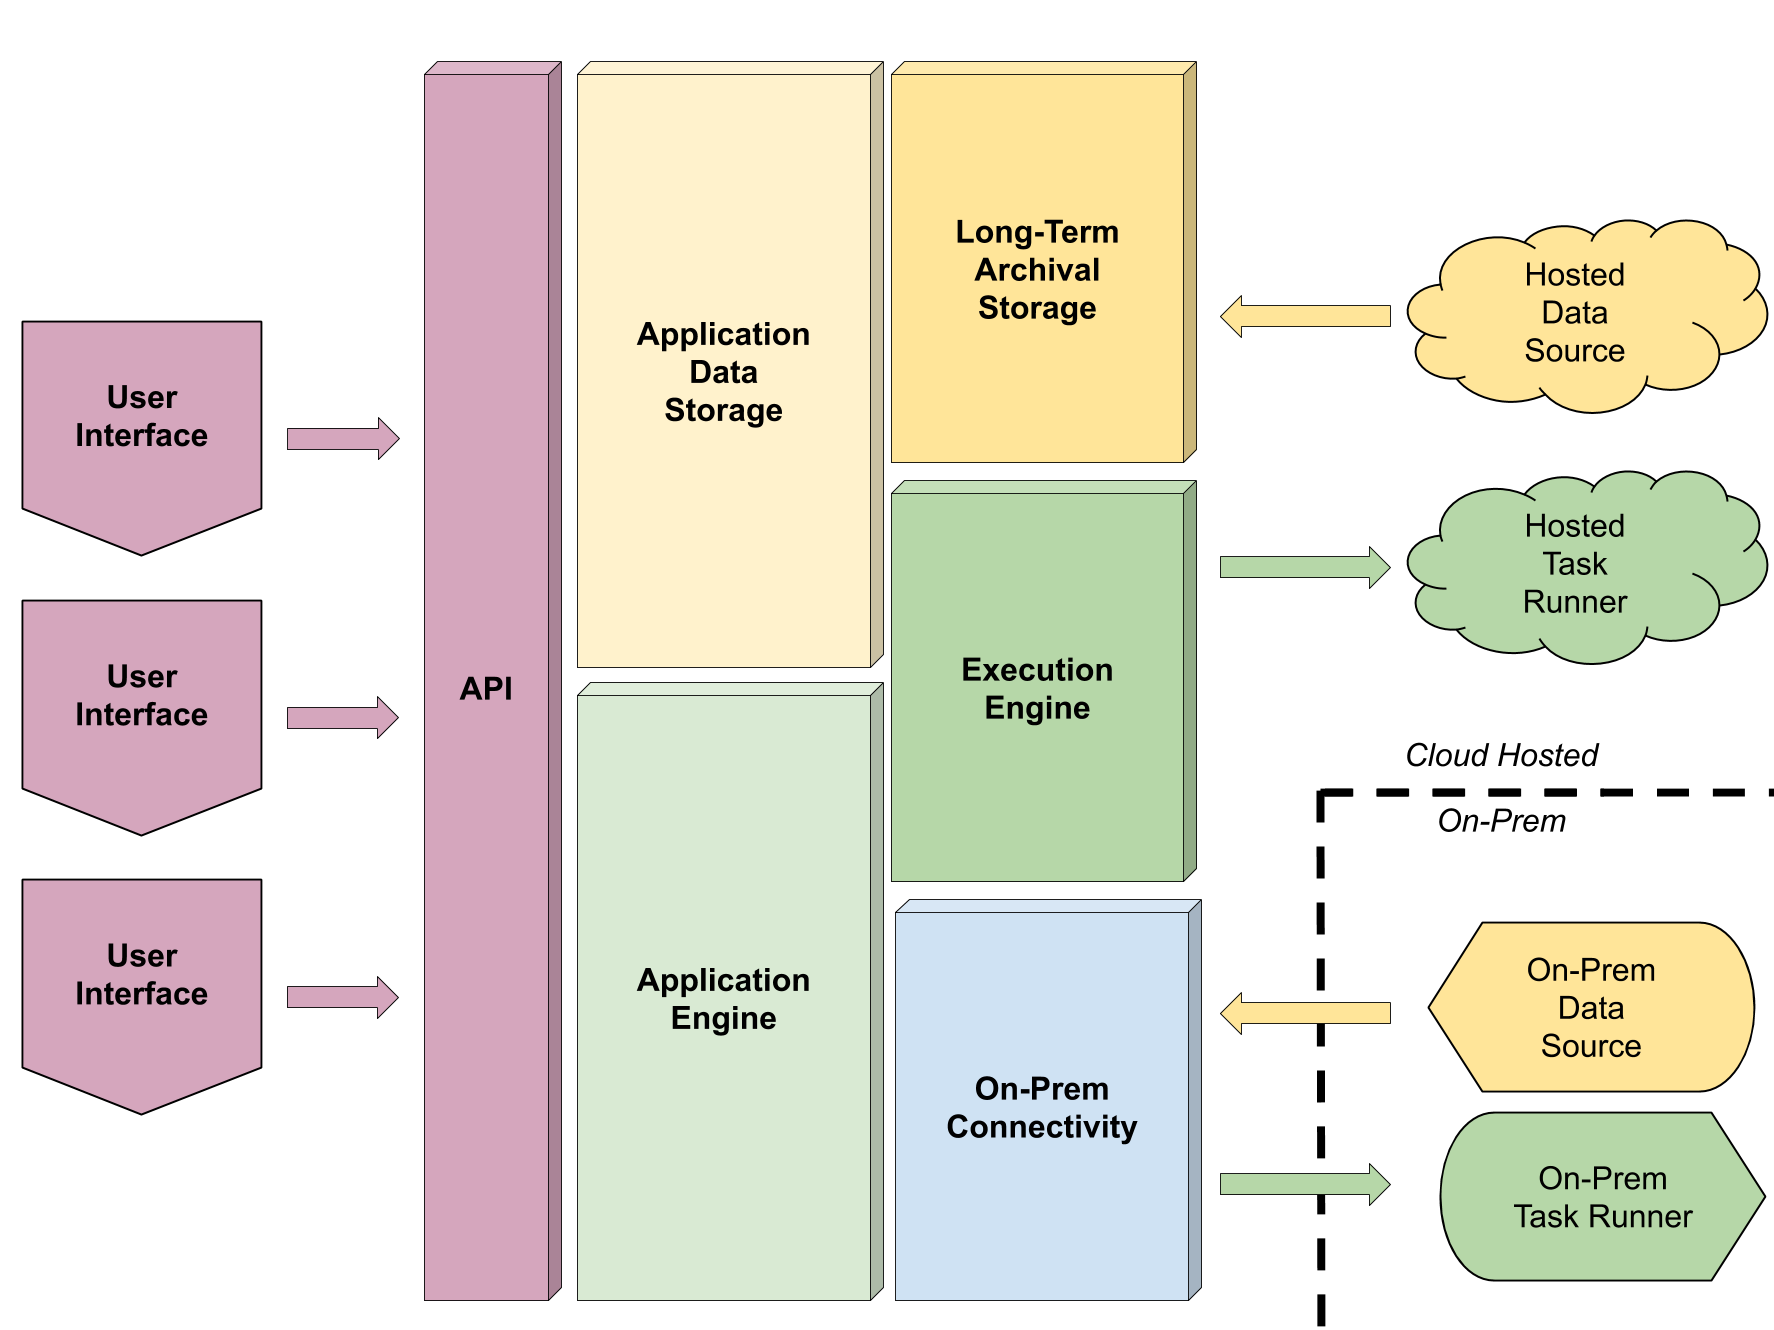 User
Interface
User
Interface
User
Interface
API
Application
Data
Storage
Application
Engine
Long-Term
Archival
Storage
Execution
Engine
On-Prem
Connectivity
Hosted
Data
Source
Hosted
Task
Runner
Cloud Hosted
On-Prem
On-Prem
Data
Source
On-Prem
Task Runner